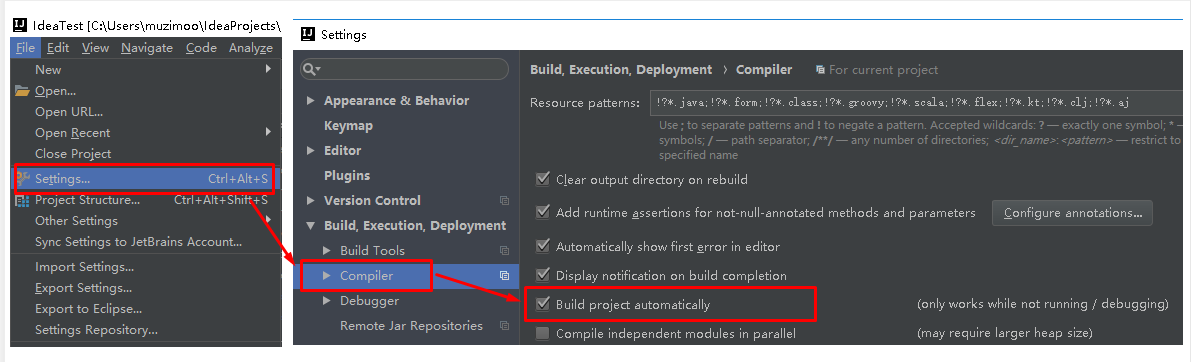 IdeaTest [C:\Users\muzimoo\IdeaProjects\
File Edit View Navigate Code Analyze
New
Open...
Open URL...
Open Recent
Close Project
Settings... Ctrl+Alt+S
Project Structure... Ctrl+Alt+Shift+S
Other Settings
Sync Settings to JetBrains Account...
Import Settings...
Export Settings...
Export to Eclipse...
Settings Repository...
Settings
Appearance & Behavior
Keymap
Editor
Plugins
Version Control
Build, Execution, Deployment
Build Tools
Compiler
Debugger
Remote Jar Repositories
Build, Execution, Deployment › Compiler For current project
Resource patterns: !?*.java;!?*.form;!?*.class;!?*.groovy;!?*.scala;!?*.flex;!?*.kt;!?*.clj;!?*.aj
Use ; to separate patterns and ! to negate a pattern. Accepted wildcards: ? — exactly one symbol; * —
symbols; / — path separator; /**/ — any number of directories; <dir_name>:<pattern> — restrict to
specified name
Clear output directory on rebuild
Add runtime assertions for not-null-annotated methods and parameters Configure annotations...
Automatically show first error in editor
Display notification on build completion
Build project automatically (only works while not running / debugging)
Compile independent modules in parallel (may require larger heap size)